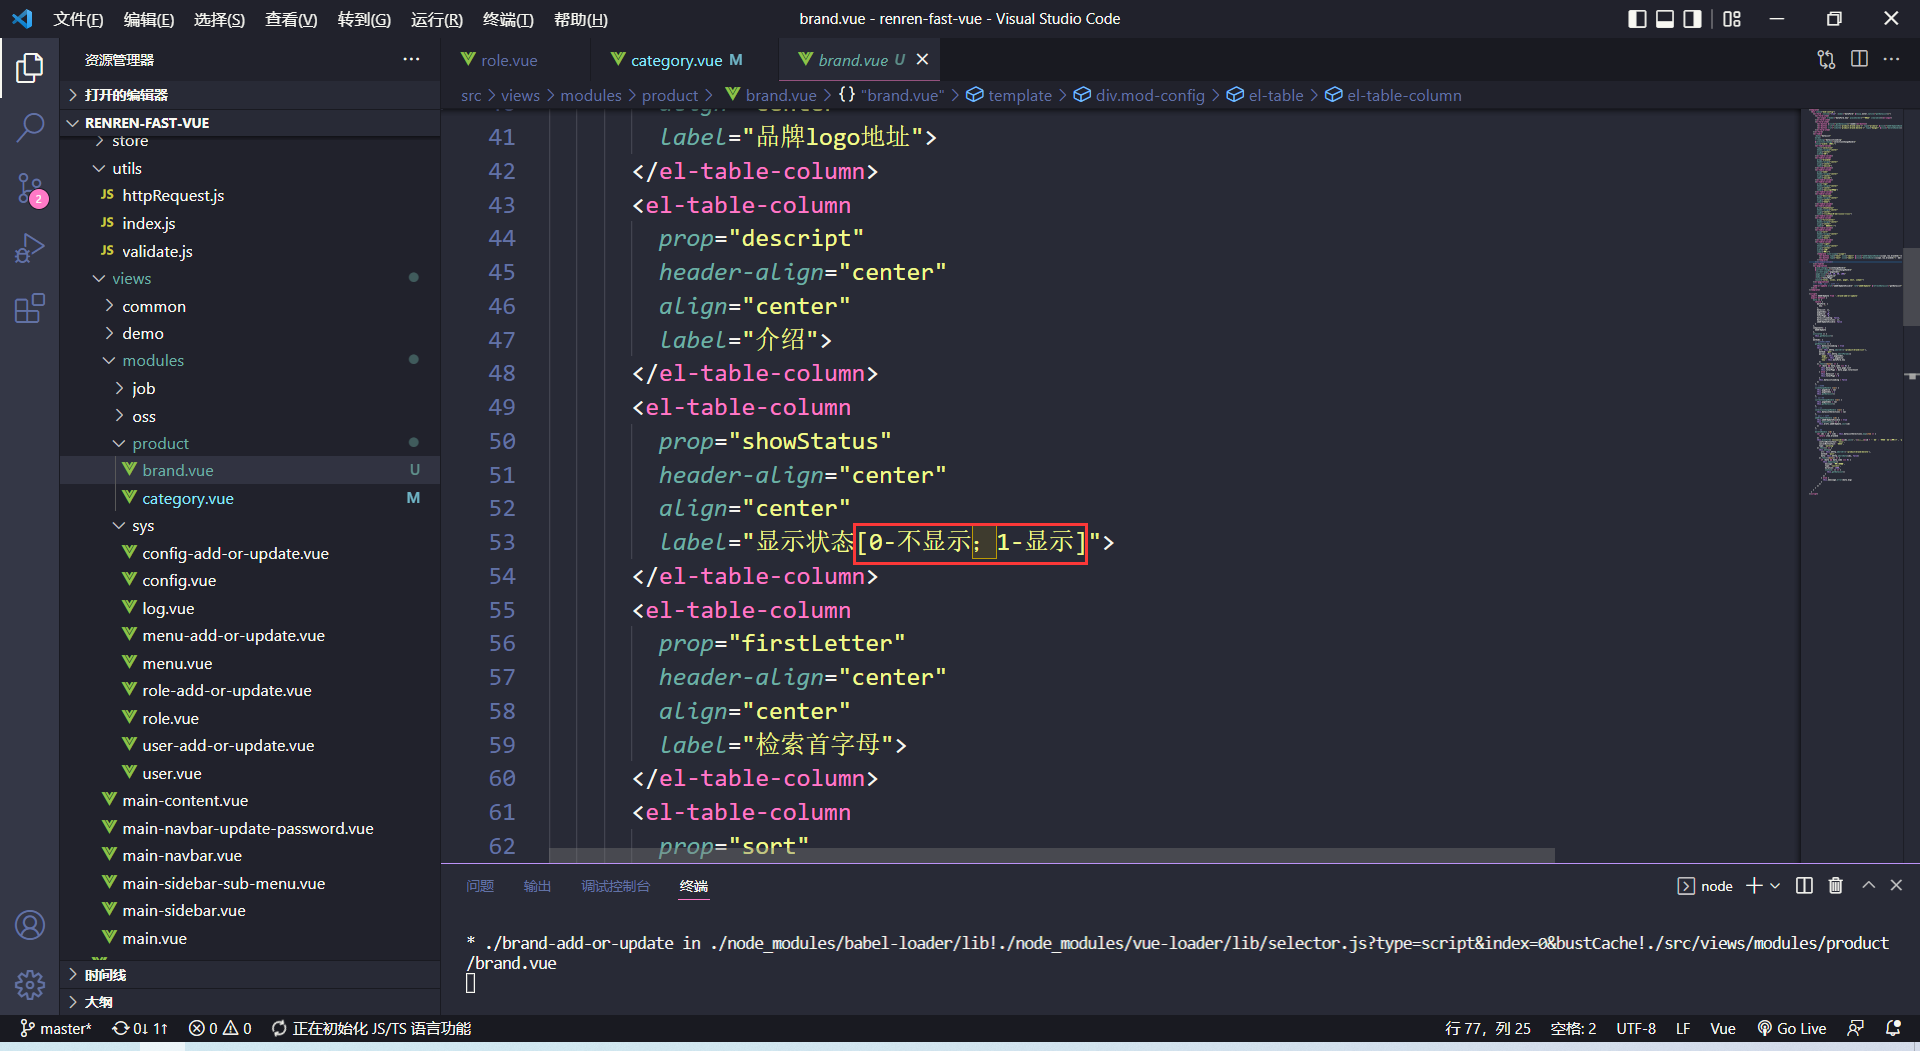 文件(F) 编辑(E) 选择(S) 查看(V) 转到(G) 运行(R) 终端(T) 帮助(H) brand.vue - renren-fast-vue - Visual Studio Code
资源管理器
打开的编辑器
RENREN-FAST-VUE
store
utils
JS httpRequest.js
JS index.js
JS validate.js
views
common
demo
modules
job
oss
product
brand.vue U
category.vue M
sys
config-add-or-update.vue
config.vue
log.vue
menu-add-or-update.vue
menu.vue
role-add-or-update.vue
role.vue
user-add-or-update.vue
user.vue
main-content.vue
main-navbar-update-password.vue
main-navbar.vue
main-sidebar-sub-menu.vue
main-sidebar.vue
main.vue
时间线
大纲
2
role.vue category.vue M brand.vue U
src > views > modules > product > brand.vue > {} "brand.vue" > template > div.mod-config > el-table > el-table-column
41 label="品牌logo地址">
42 </el-table-column>
43 <el-table-column
44 prop="descript"
45 header-align="center"
46 align="center"
47 label="介绍">
48 </el-table-column>
49 <el-table-column
50 prop="showStatus"
51 header-align="center"
52 align="center"
53 label="显示状态[0-不显示；1-显示]">
54 </el-table-column>
55 <el-table-column
56 prop="firstLetter"
57 header-align="center"
58 align="center"
59 label="检索首字母">
60 </el-table-column>
61 <el-table-column
62 prop="sort"
问题 输出 调试控制台 终端 node
* ./brand-add-or-update in ./node_modules/babel-loader/lib!./node_modules/vue-loader/lib/selector.js?type=script&index=0&bustCache!./src/views/modules/product
/brand.vue
master* 0↓ 1↑ 0 0 正在初始化 JS/TS 语言功能 行 77，列 25 空格: 2 UTF-8 LF Vue Go Live